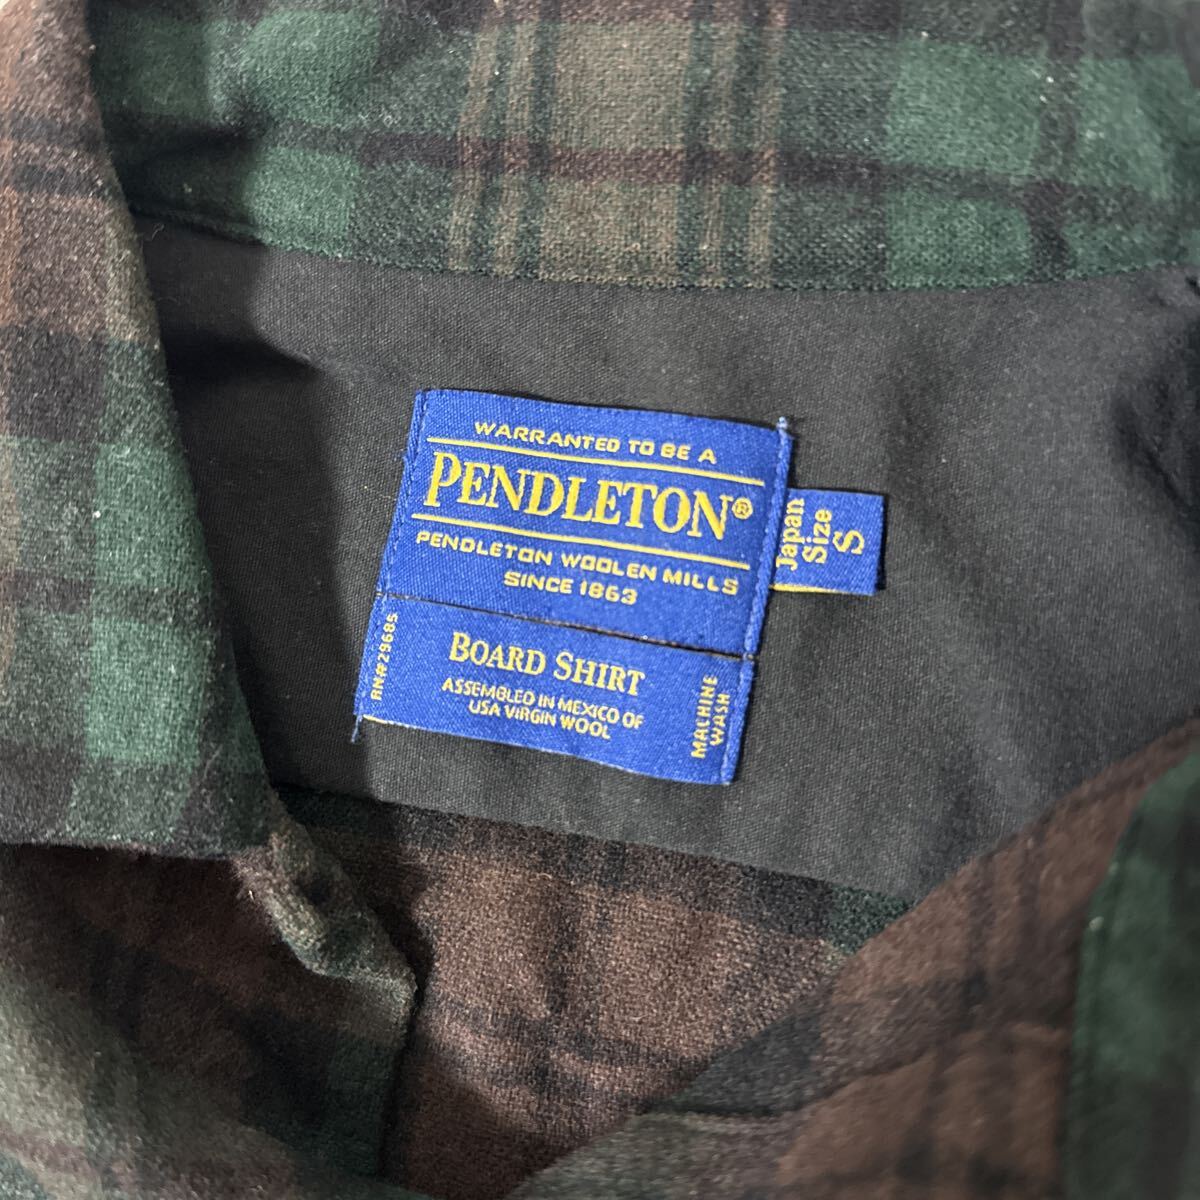 WARRANTED TO BE A
PENDLETON®
PENDLETON WOOLEN MILLS
SINCE 1863
Japan
Size
S
RN#29685
BOARD SHIRT
ASSEMBLED IN MEXICO OF
USA VIRGIN WOOL
MACHINE
WASH